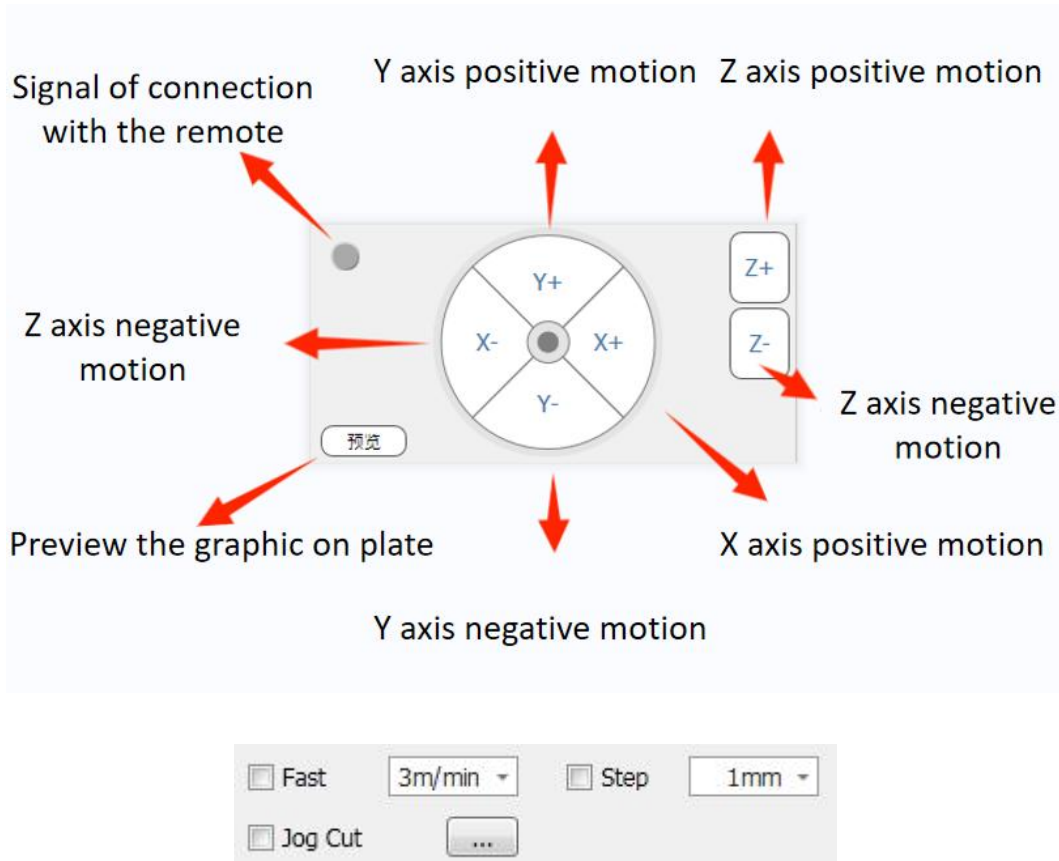 Y axis positive motion
Z axis positive motion
Signal of connection
with the remote
Z+
Y+
Z axis negative
motion
X-
X+
Z-
Y-
Z axis negative
motion
预览
Preview the graphic on plate
X axis positive motion
Y axis negative motion
Fast
3m/min
Step
1mm
Jog Cut
...